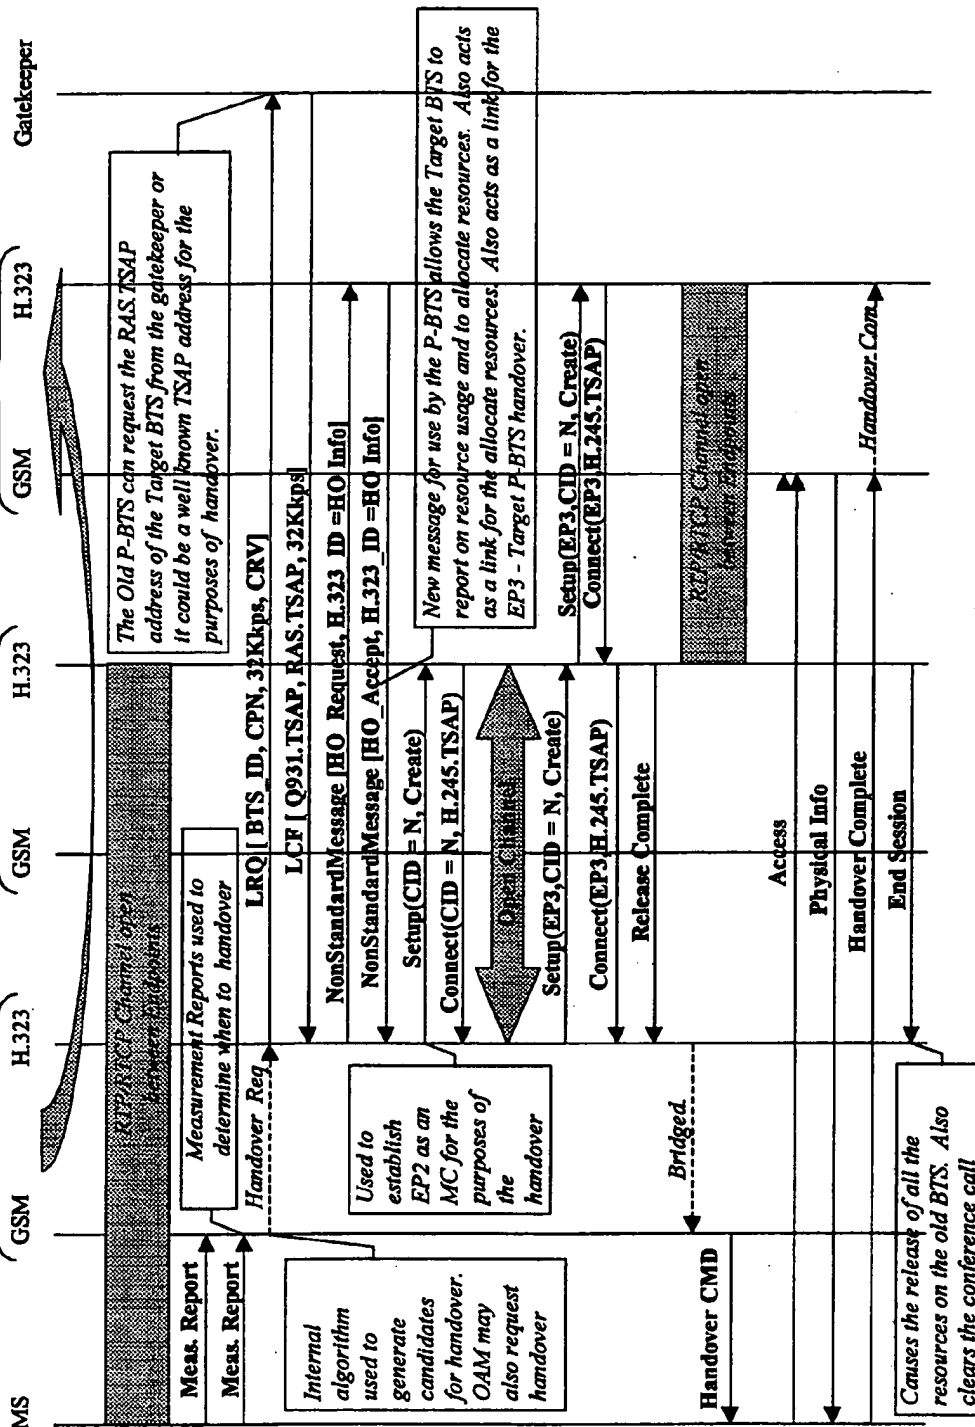 MS
GSM
H.323
GSM
H.323
GSM
H.323
Gatekeeper
RTP/RTCP Channel open
between Endpoints
The Old P-BTS can request the RAS.TSAP
address of the Target BTS from the gatekeeper or
it could be a well known TSAP address for the
purposes of handover.
Meas. Report
Meas. Report
Measurement Reports used to
determine when to handover
Handover Req
LRQ [ BTS_ID, CPN, 32Kkps, CRV]
LCF [ Q931.TSAP, RAS.TSAP, 32Kkps]
Internal
algorithm
used to
generate
candidates
for handover.
OAM may
also request
handover
NonStandardMessage [HO_Request, H.323_ID =HO Info]
NonStandardMessage [HO_Accept, H.323_ID =HO Info]
New message for use by the P-BTS allows the Target BTS to
report on resource usage and to allocate resources. Also acts
as a link for the allocate resources. Also acts as a link for the
EP3 - Target P-BTS handover.
Used to
establish
EP2 as an
MC for the
purposes of
the
handover
Setup(CID = N, Create)
Connect(CID = N, H.245.TSAP)
Open Channel
Setup(EP3,CID = N, Create)
Setup(EP3,CID = N, Create)
Connect(EP3,H.245.TSAP)
Connect(EP3,H.245.TSAP)
Release Complete
Bridged
RTP/RTCP Channel open
between Endpoints
Handover CMD
Access
Physical Info
Handover Complete
Handover Com
End Session
Causes the release of all the
resources on the old BTS. Also
clears the conference call